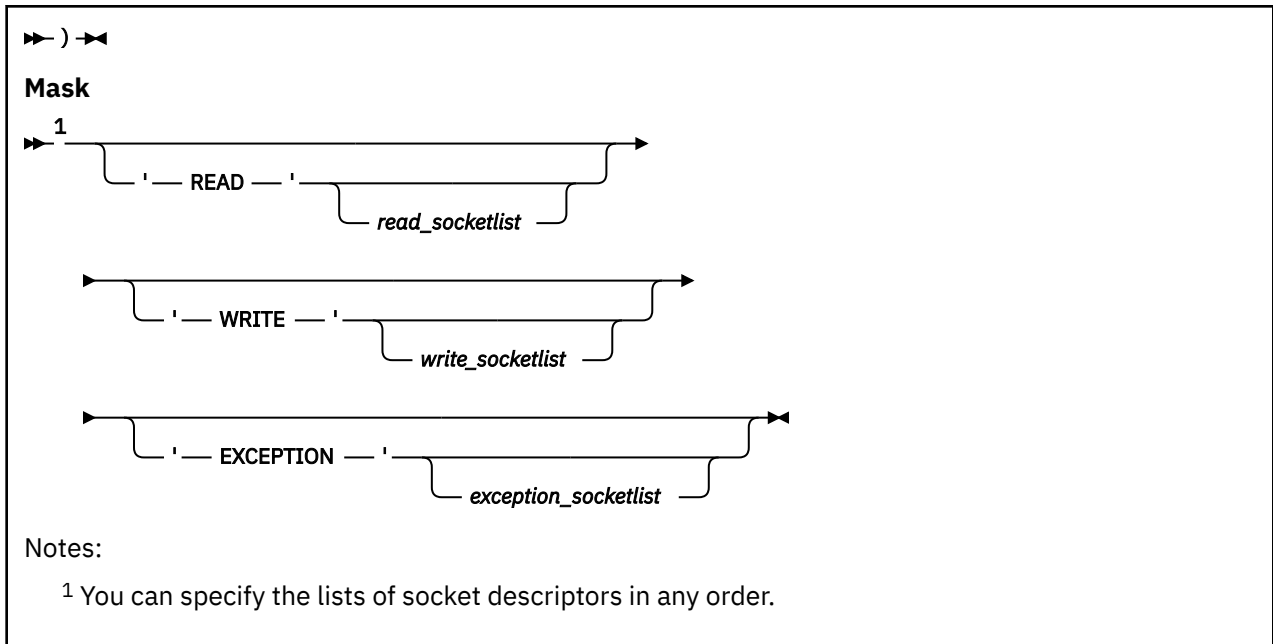 )
Mask
1
' READ '
read_socketlist
' WRITE '
write_socketlist
' EXCEPTION '
exception_socketlist
Notes:
1 You can specify the lists of socket descriptors in any order.